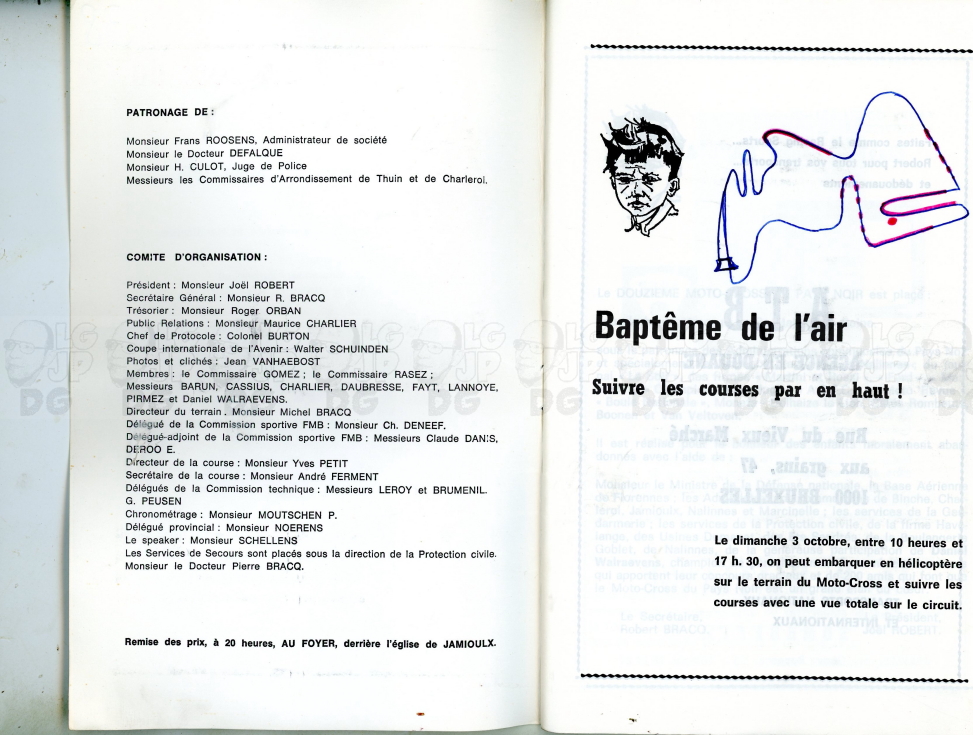 PATRONAGE DE :
Monsieur Frans ROOSENS, Administrateur de société
Monsieur le Docteur DEFALQUE
Monsieur H. CULOT, Juge de Police
Messieurs les Commissaires d'Arrondissement de Thuin et de Charleroi.
COMITE D'ORGANISATION :
Président : Monsieur Joël ROBERT
Secrétaire Général : Monsieur R. BRACQ
Trésorier : Monsieur Roger ORBAN
Public Relations : Monsieur Maurice CHARLIER
Chef de Protocole : Colonel BURTON
Coupe internationale de l'Avenir : Walter SCHUINDEN
Photos et clichés : Jean VANHAEBOST
Membres : le Commissaire GOMEZ ; le Commissaire RASEZ ;
Messieurs BARUN, CASSIUS, CHARLIER, DAUBRESSE, FAYT, LANNOYE,
PIRMEZ et Daniel WALRAEVENS.
Directeur du terrain. Monsieur Michel BRACQ
Délégué de la Commission sportive FMB : Monsieur Ch. DENEEF.
Délégué-adjoint de la Commission sportive FMB : Messieurs Claude DANIS,
DEROO E.
Directeur de la course : Monsieur Yves PETIT
Secrétaire de la course : Monsieur André FERMENT
Délégués de la Commission technique : Messieurs LEROY et BRUMENIL.
G. PEUSEN
Chronométrage : Monsieur MOUTSCHEN P.
Délégué provincial : Monsieur NOERENS
Le speaker : Monsieur SCHELLENS
Les Services de Secours sont placés sous la direction de la Protection civile.
Monsieur le Docteur Pierre BRACQ.
Remise des prix, à 20 heures, AU FOYER, derrière l'église de JAMIOULX.
Baptême de l'air
Suivre les courses par en haut !
Le dimanche 3 octobre, entre 10 heures et
17 h. 30, on peut embarquer en hélicoptère
sur le terrain du Moto-Cross et suivre les
courses avec une vue totale sur le circuit.